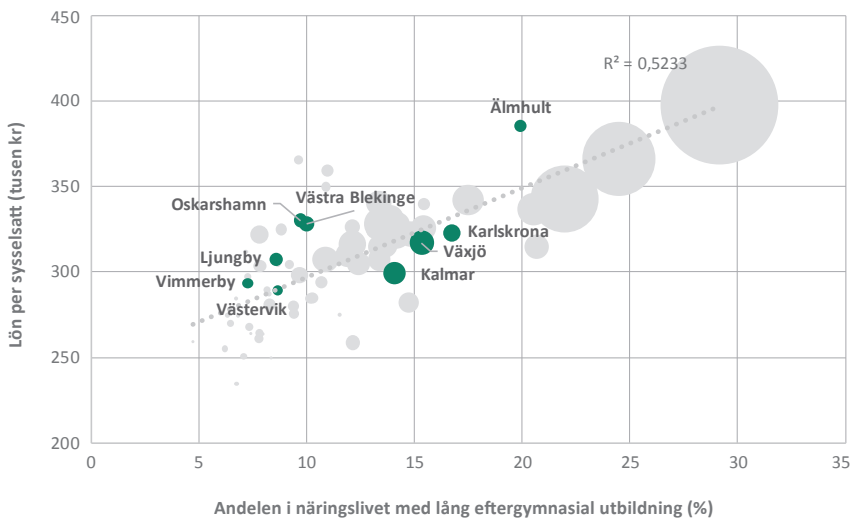 450
R² = 0,5233
400
Älmhult
350
Västra Blekinge
Oskarshamn
Karlskrona
Ljungby
Växjö
300
Vimmerby
Kalmar
Västervik
250
200
0 5 10 15 20 25 30 35
Lön per sysselsatt (tusen kr)
Andelen i näringslivet med lång eftergymnasial utbildning (%)